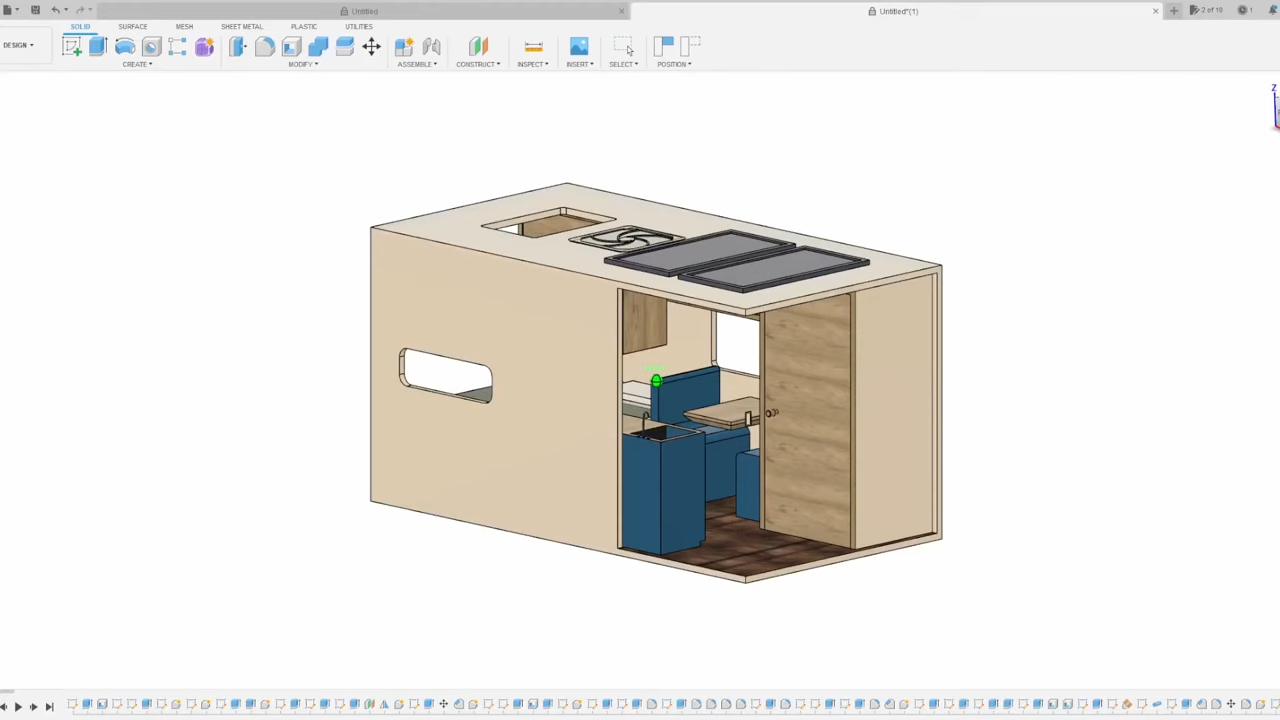 Untitled
Untitled*(1)
2 of 10
1
SOLID SURFACE MESH SHEET METAL PLASTIC UTILITIES
DESIGN
CREATE MODIFY ASSEMBLE CONSTRUCT INSPECT INSERT SELECT POSITION
Z